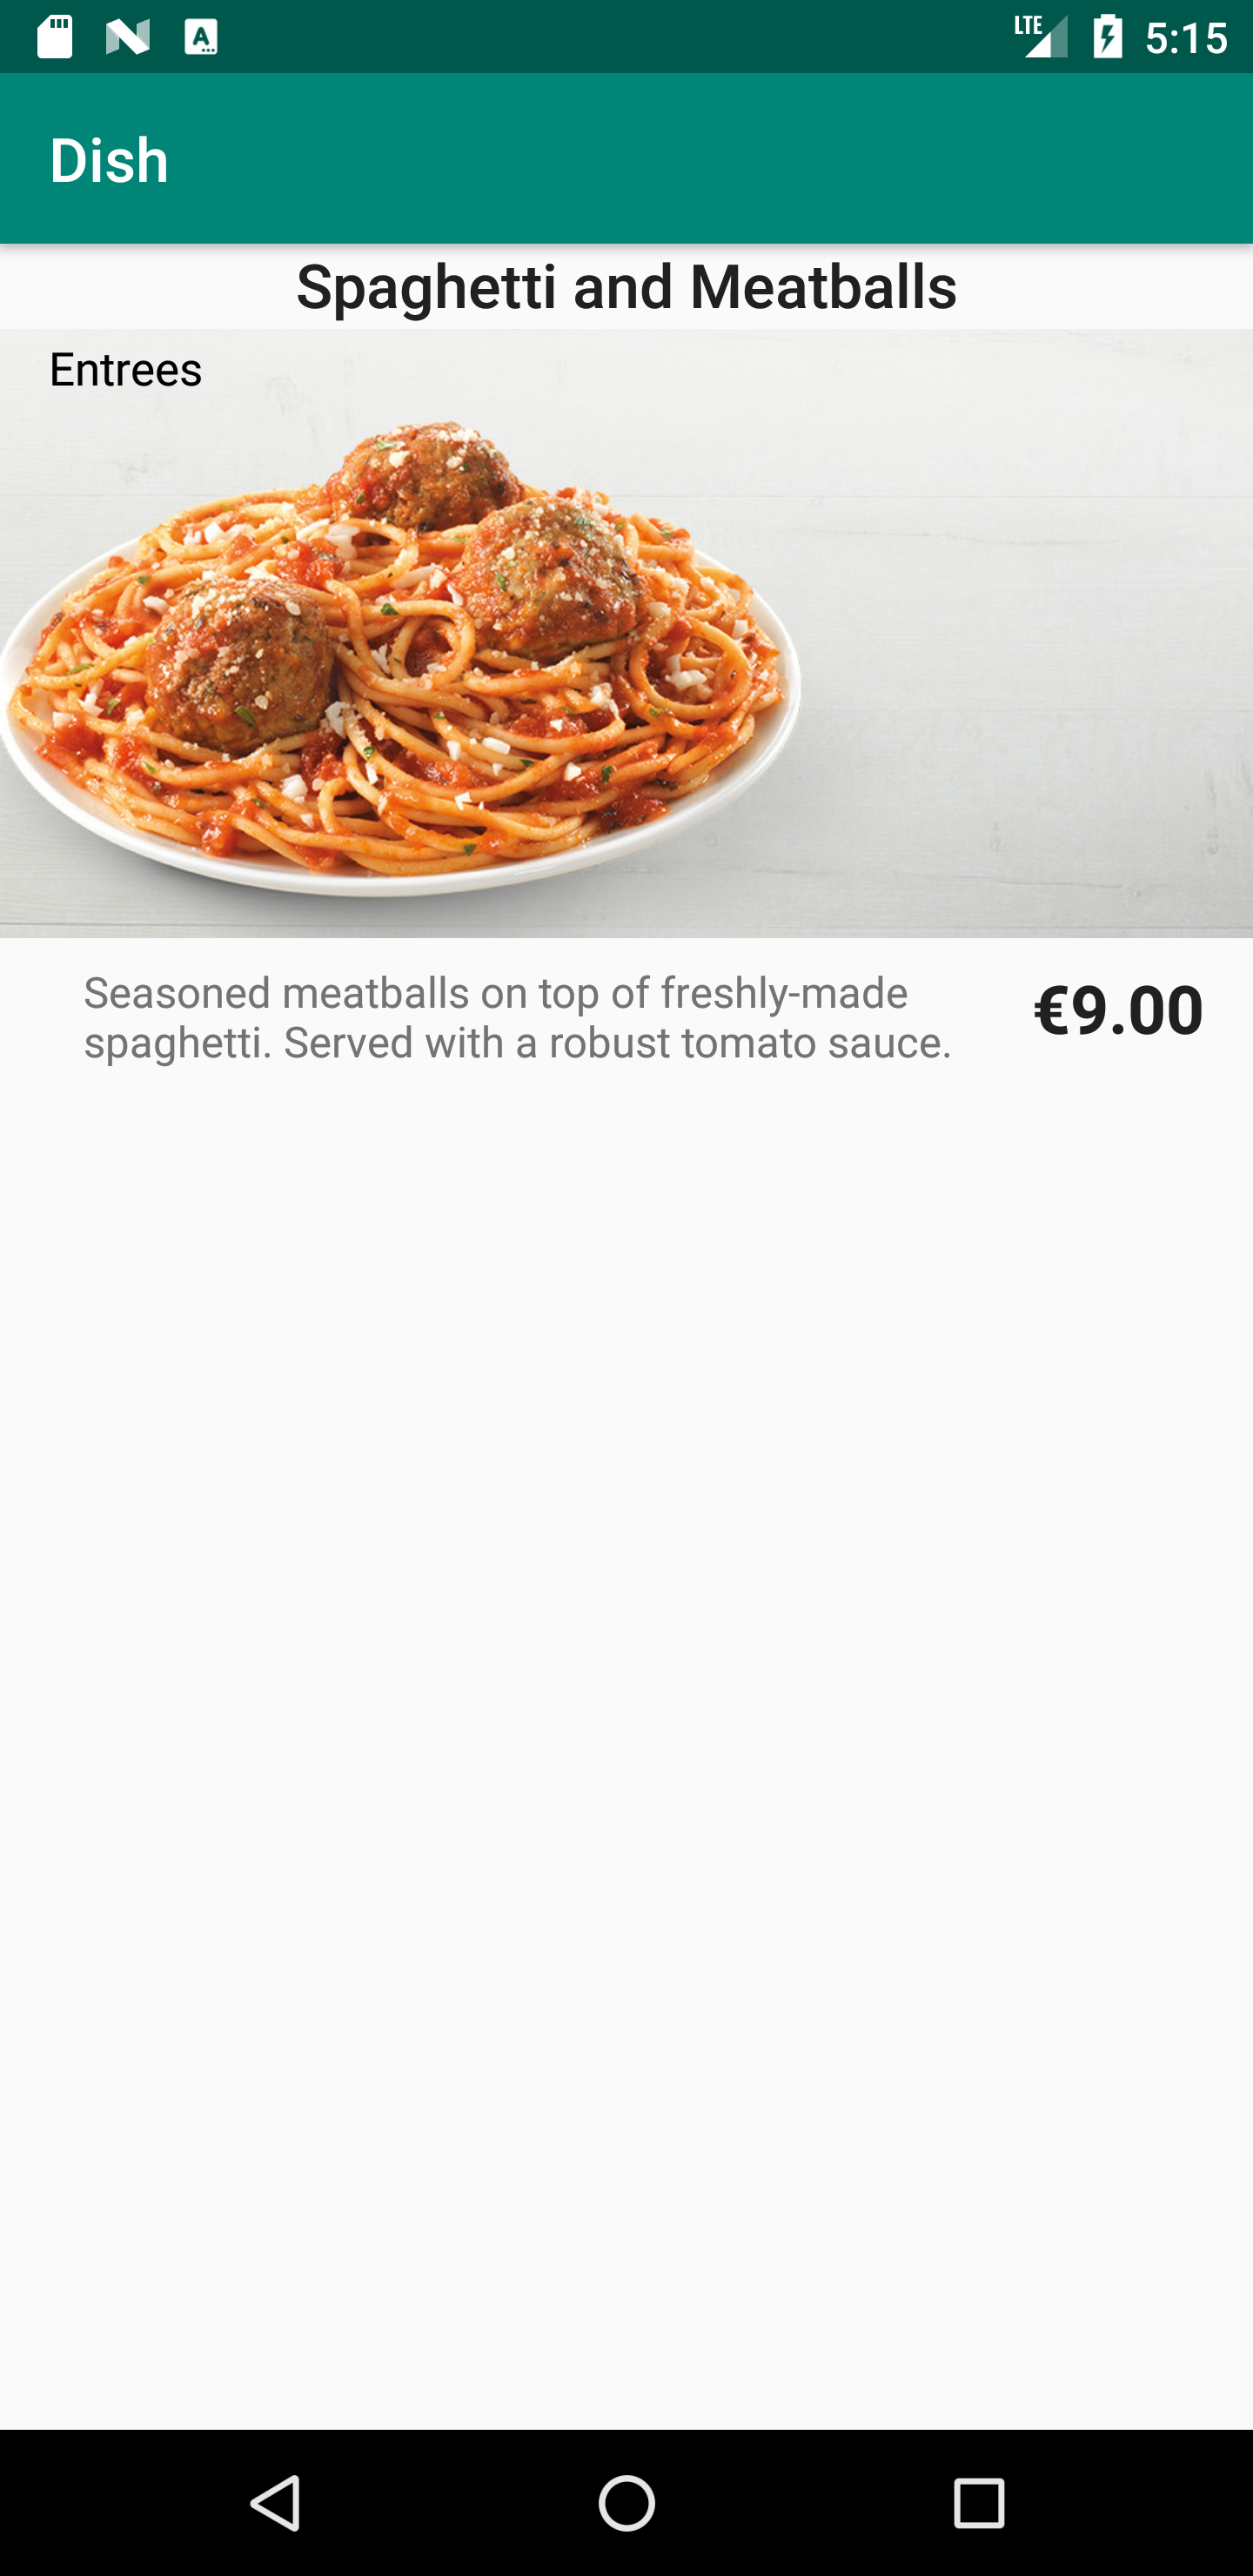 LTE 5:15
Dish
Spaghetti and Meatballs
Entrees
Seasoned meatballs on top of freshly-made
spaghetti. Served with a robust tomato sauce.
€9.00